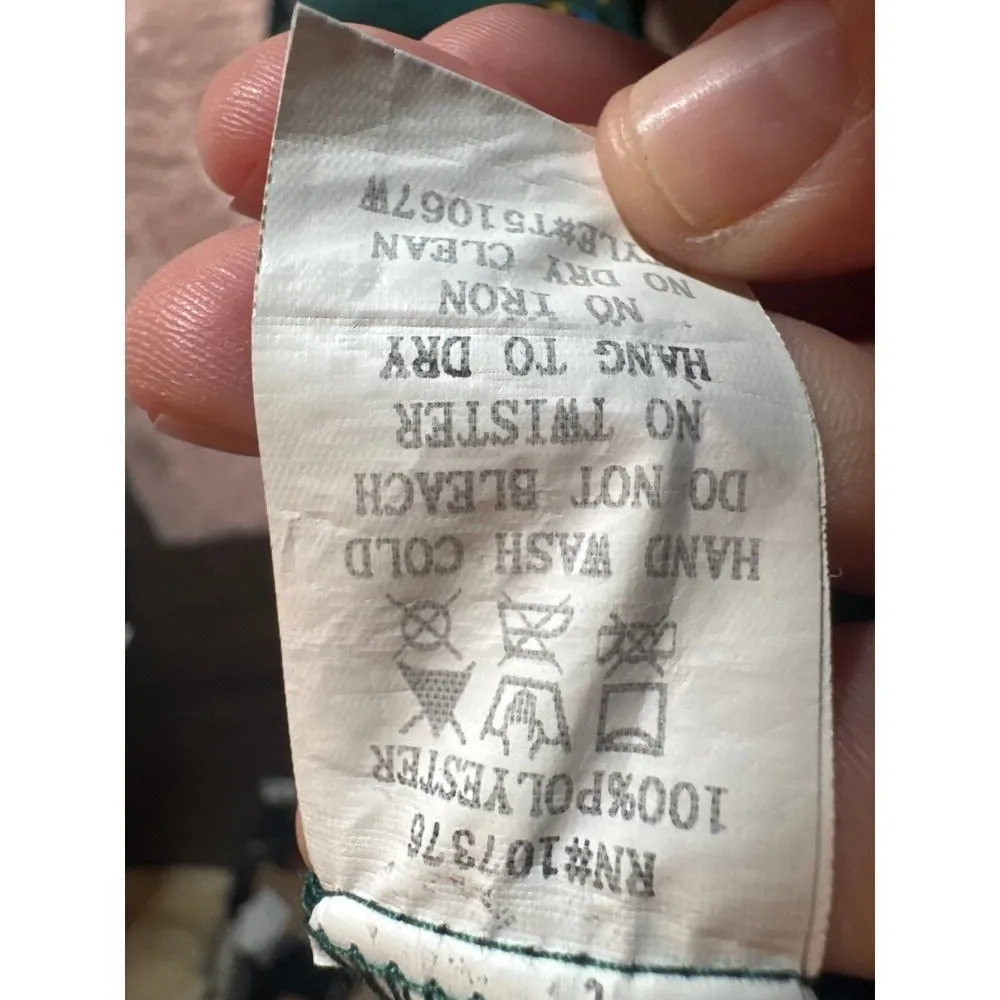 RN#107376
100%POLYESTER
HAND WASH COLD
DO NOT BLEACH
NO TWISTER
HANG TO DRY
NO IRON
NO DRY CLEAN
STYLE#T51067W